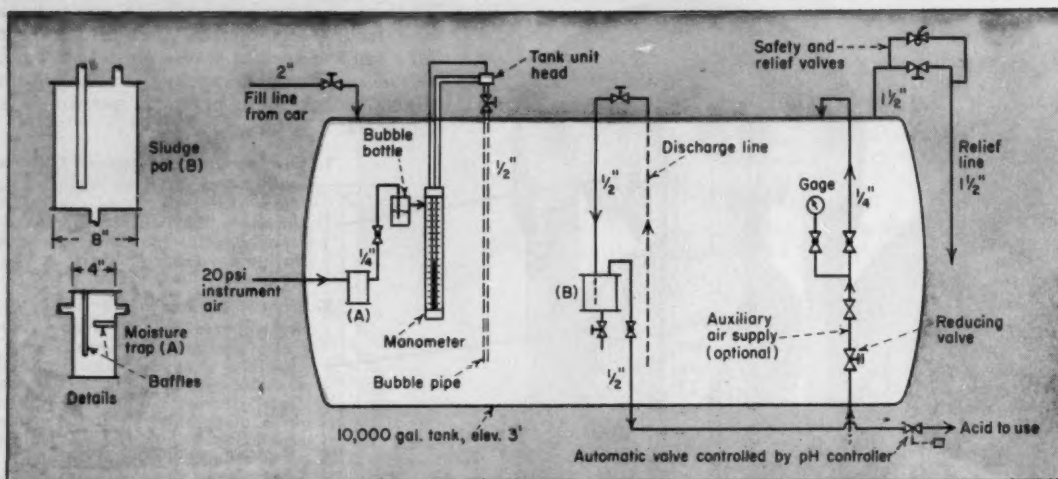 Sludge
pot (B)
8"
4"
Moisture
trap (A)
Baffles
Details
2"
Fill line
from car
Tank unit
head
Bubble
bottle
1/2"
1/4"
20 psi
instrument
air
(A)
Manometer
Bubble pipe
10,000 gal. tank, elev. 3'
1/2"
Discharge line
(B)
1/2"
Gage
1/4"
Auxiliary
air supply
(optional)
Reducing
valve
Safety and
relief valves
1 1/2"
Relief
line
1 1/2"
Acid to use
Automatic valve controlled by pH controller